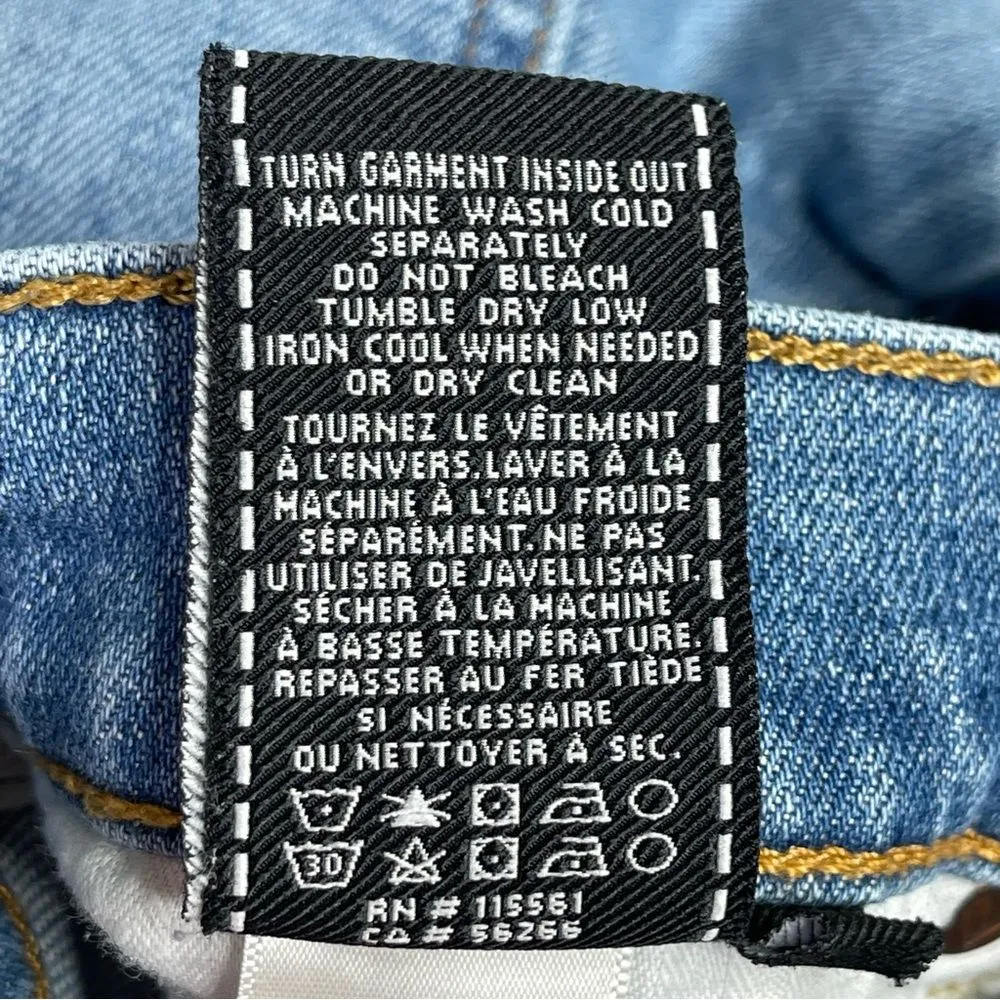 TURN GARMENT INSIDE OUT
MACHINE WASH COLD
SEPARATELY
DO NOT BLEACH
TUMBLE DRY LOW
IRON COOL WHEN NEEDED
OR DRY CLEAN
TOURNEZ LE VÊTEMENT
À L'ENVERS.LAVER À LA
MACHINE À L'EAU FROIDE
SÉPARÉMENT. NE PAS
UTILISER DE JAVELLISANT.
SÉCHER À LA MACHINE
À BASSE TEMPÉRATURE.
REPASSER AU FER TIÈDE
SI NÉCESSAIRE
OU NETTOYER À SEC.
30
RN # 115561
CA # 56266